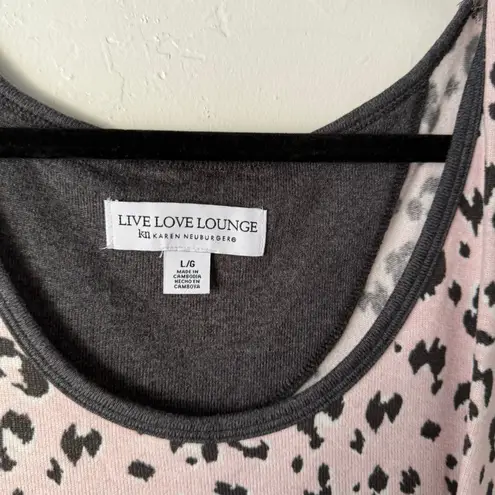 LIVE LOVE LOUNGE
kn KAREN NEUBURGER®
L/G
MADE IN
CAMBODIA
HECHO EN
CAMBOYA